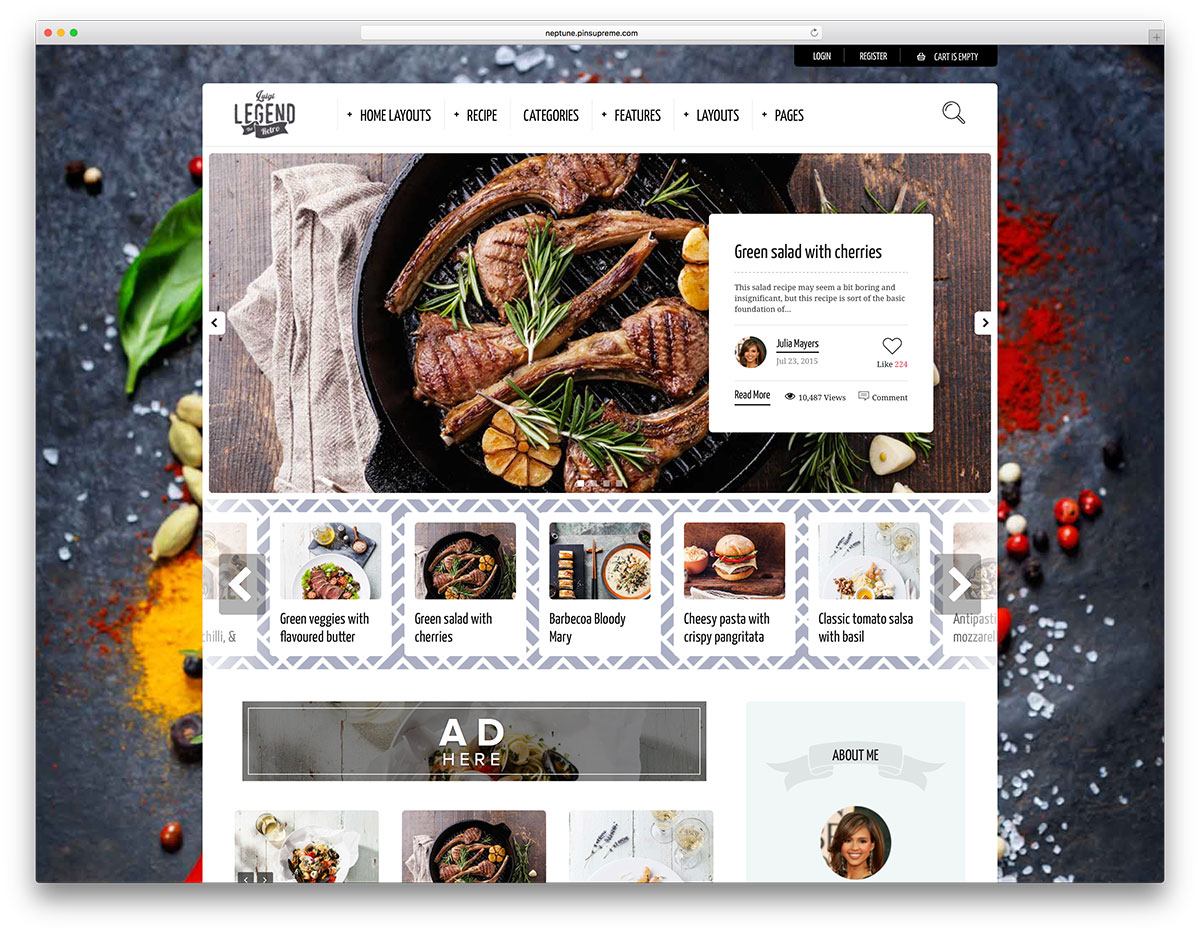 neptune.pinsupreme.com
LOGIN
REGISTER
CART IS EMPTY
Luigi
LEGEND
The Retro
HOME LAYOUTS
RECIPE
CATEGORIES
FEATURES
LAYOUTS
PAGES
Green salad with cherries
This salad recipe may seem a bit boring and
insignificant, but this recipe is sort of the basic
foundation of...
Julia Mayers
Jul 23, 2015
Like 224
Read More
10,487 Views
Comment
chilli, &
Green veggies with
flavoured butter
Green salad with
cherries
Barbecoa Bloody
Mary
Cheesy pasta with
crispy pangritata
Classic tomato salsa
with basil
Antipasti
mozzarel
AD
HERE
ABOUT ME